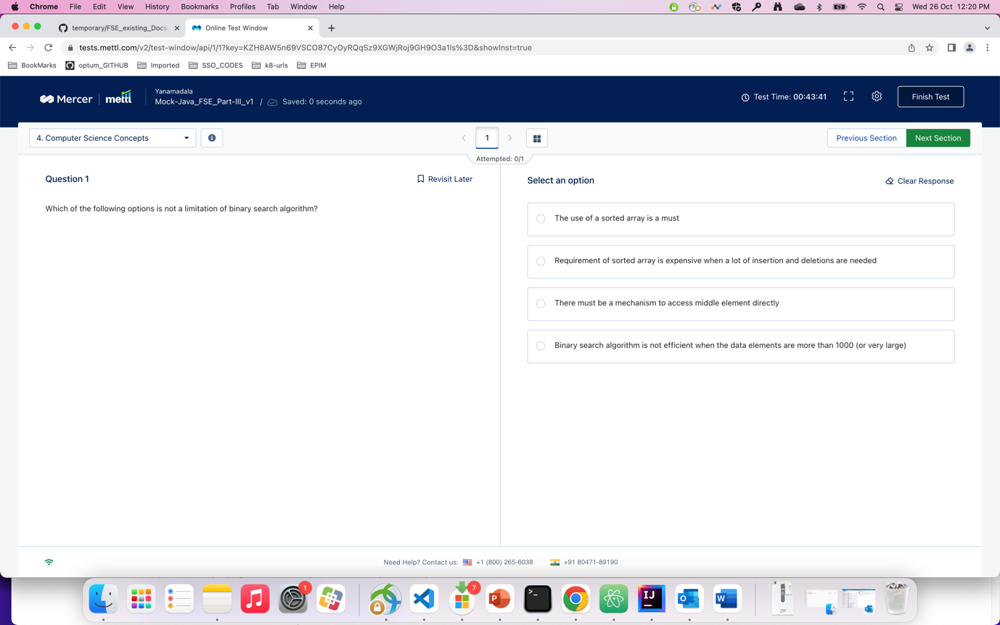 Chrome File Edit View History Bookmarks Profiles Tab Window Help Wed 26 Oct 12:20 PM
temporary/FSE_existing_Docs. Online Test Window
tests.mettl.com/v2/test-window/api/1/1?key=KZH8AW5n69VSCO87CyOyRQqSz9XGWjRoj9GH9O3a1Is%3D&showInst=true
BookMarks optum_GITHUB Imported SSO_CODES k8-urls EPIM
Yanamadala
Mercer mettl Mock-Java_FSE_Part-III_v1 / Saved: 0 seconds ago Test Time: 00:43:41 Finish Test
4. Computer Science Concepts 1 Previous Section Next Section
Attempted: 0/1
Question 1 Revisit Later
Which of the following options is not a limitation of binary search algorithm?
Select an option Clear Response
The use of a sorted array is a must
Requirement of sorted array is expensive when a lot of insertion and deletions are needed
There must be a mechanism to access middle element directly
Binary search algorithm is not efficient when the data elements are more than 1000 (or very large)
Need Help? Contact us: +1 (800) 265-6038 +91 80471-89190
1 7 P >_ IJ O W ZIP